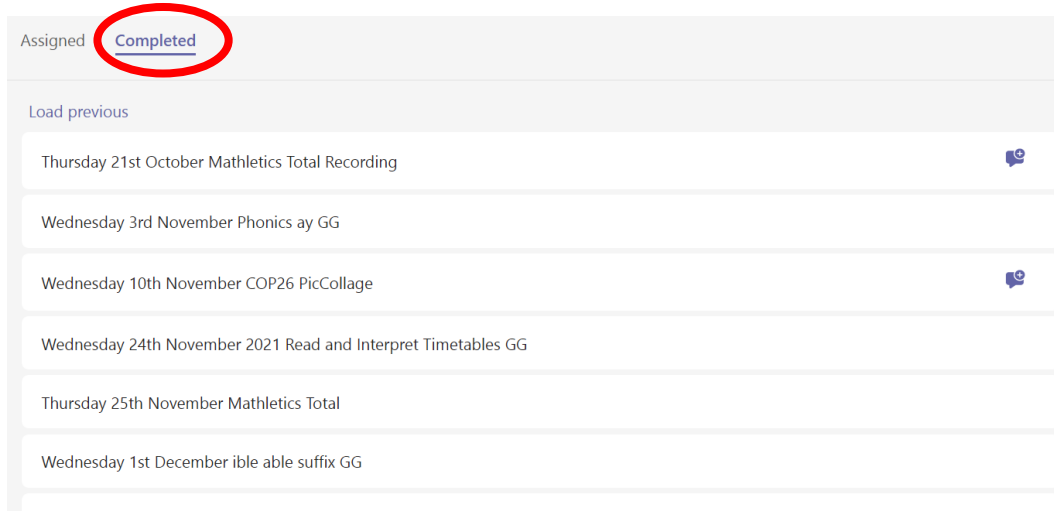 Assigned Completed
Load previous
Thursday 21st October Mathletics Total Recording
Wednesday 3rd November Phonics ay GG
Wednesday 10th November COP26 PicCollage
Wednesday 24th November 2021 Read and Interpret Timetables GG
Thursday 25th November Mathletics Total
Wednesday 1st December ible able suffix GG